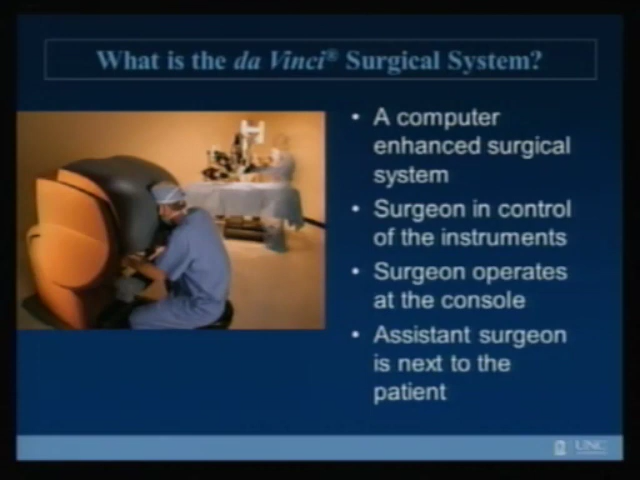 What is the da Vinci® Surgical System?
• A computer
enhanced surgical
system
• Surgeon in control
of the instruments
• Surgeon operates
at the console
• Assistant surgeon
is next to the
patient
UNC